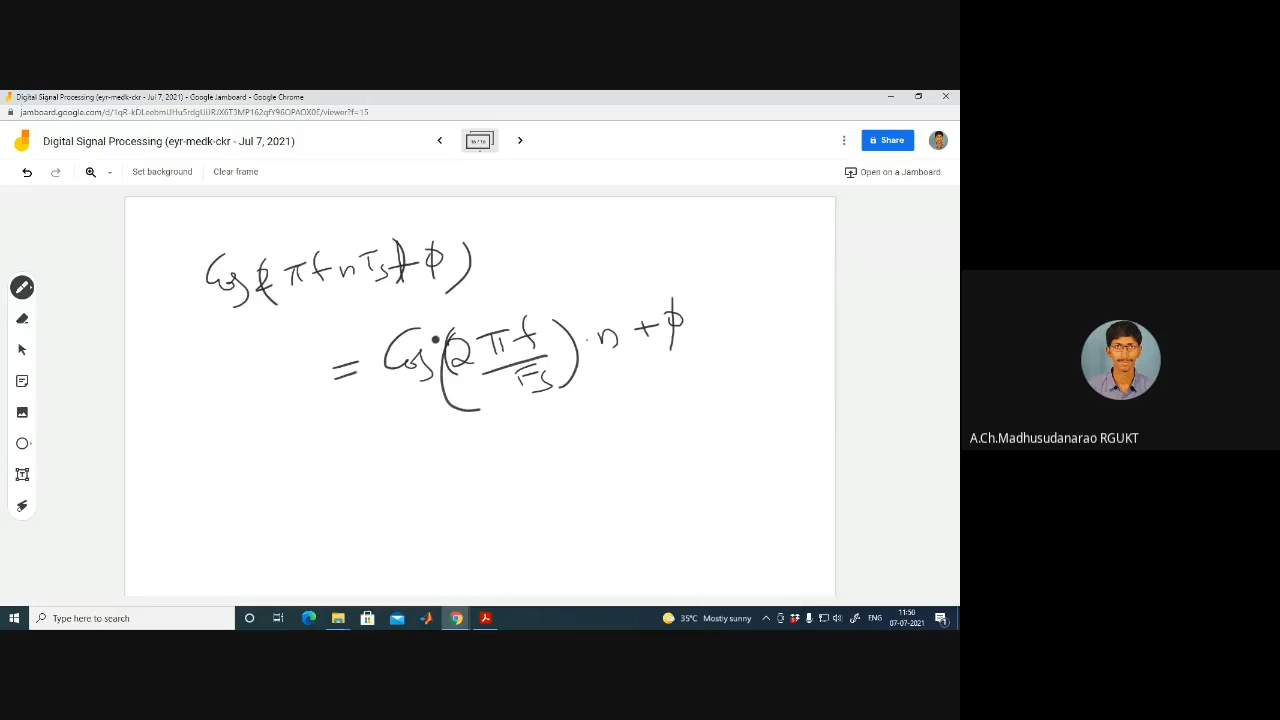 Digital Signal Processing (eyr-medk-ckr - Jul 7, 2021) - Google Jamboard - Google Chrome
Digital Signal Processing (eyr-medk-ckr - Jul 7, 2021)
16 / 16
Share
Set background
Clear frame
Open on a Jamboard
Cos(2πfnTs)+φ)
= Cos((2πf/Fs)·n+φ
A.Ch.Madhusudanarao RGUKT
Type here to search
35°C Mostly sunny
ENG
11:50
07-07-2021